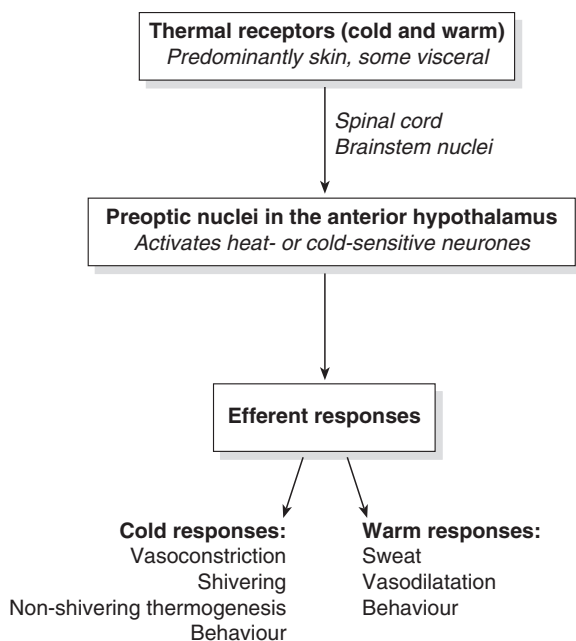 Thermal receptors (cold and warm)
Predominantly skin, some visceral
Spinal cord
Brainstem nuclei
Preoptic nuclei in the anterior hypothalamus
Activates heat- or cold-sensitive neurones
Efferent responses
Cold responses:
Vasoconstriction
Shivering
Non-shivering thermogenesis
Behaviour
Warm responses:
Sweat
Vasodilatation
Behaviour